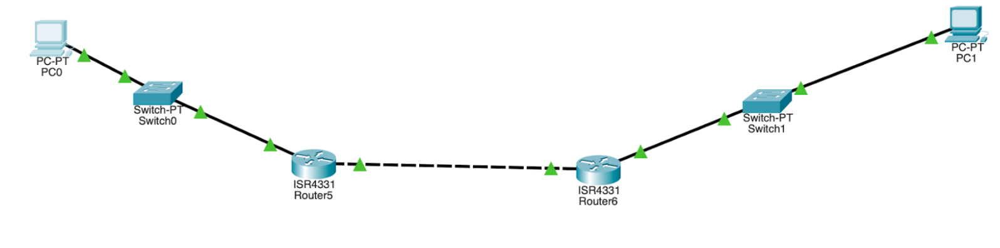 PC-PT
PC0
Switch-PT
Switch0
ISR4331
Router5
ISR4331
Router6
Switch-PT
Switch1
PC-PT
PC1